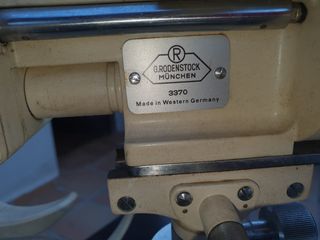 R
G.RODENSTOCK
MÜNCHEN
3370
Made in Western Germany